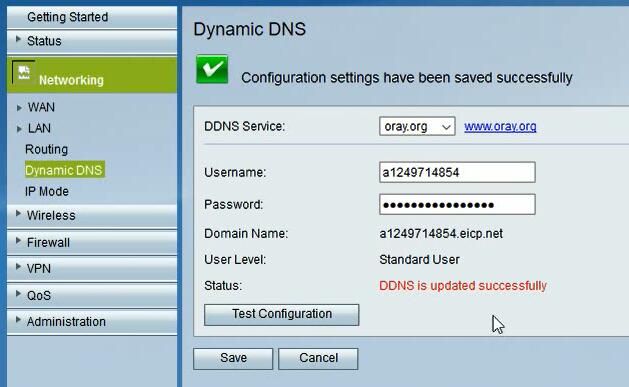 Getting Started
Status
Networking
WAN
LAN
Routing
Dynamic DNS
IP Mode
Wireless
Firewall
VPN
QoS
Administration
Dynamic DNS
Configuration settings have been saved successfully
DDNS Service: oray.org www.oray.org
Username: a1249714854
Password: ●●●●●●●●●●●●●●●●
Domain Name: a1249714854.eicp.net
User Level: Standard User
Status: DDNS is updated successfully
Test Configuration
Save Cancel